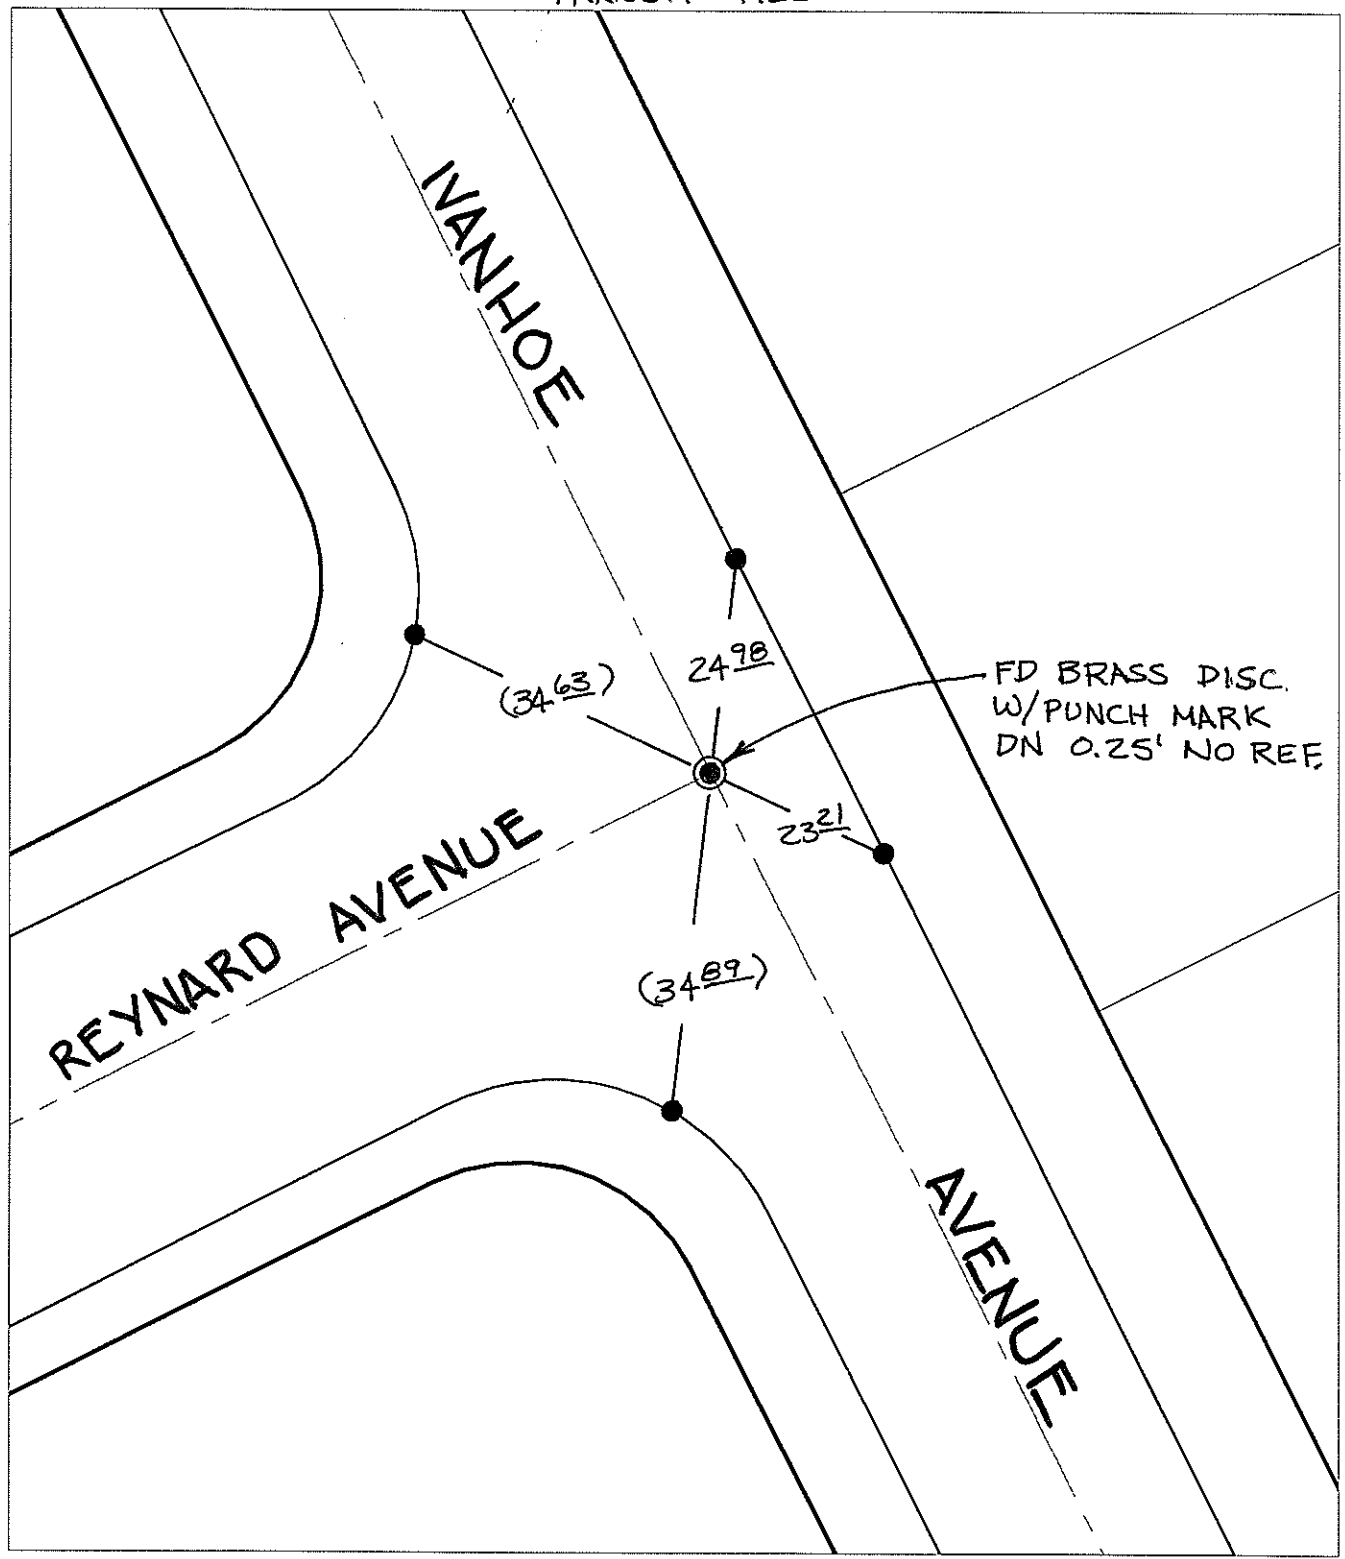 IVANHOE
24 98
(34 63)
FD BRASS DISC.
W/PUNCH MARK
DN 0.25' NO REF.
23 21
REYNARD AVENUE
(34 89)
AVENUE